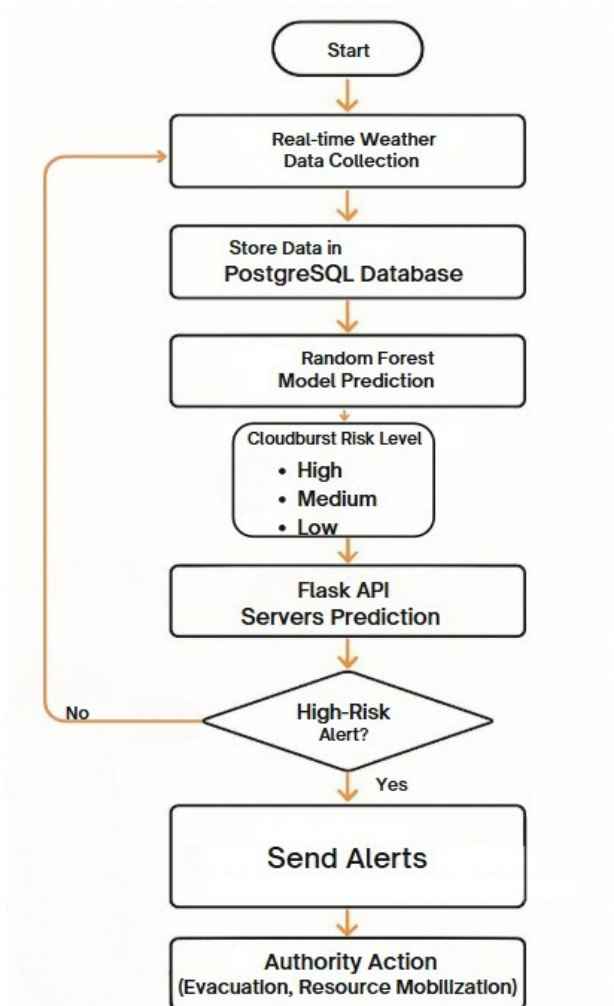 Start
Real-time Weather
Data Collection
Store Data in
PostgreSQL Database
Random Forest
Model Prediction
Cloudburst Risk Level
• High
• Medium
• Low
Flask API
Servers Prediction
High-Risk
Alert?
No
Yes
Send Alerts
Authority Action
(Evacuation, Resource Mobilization)